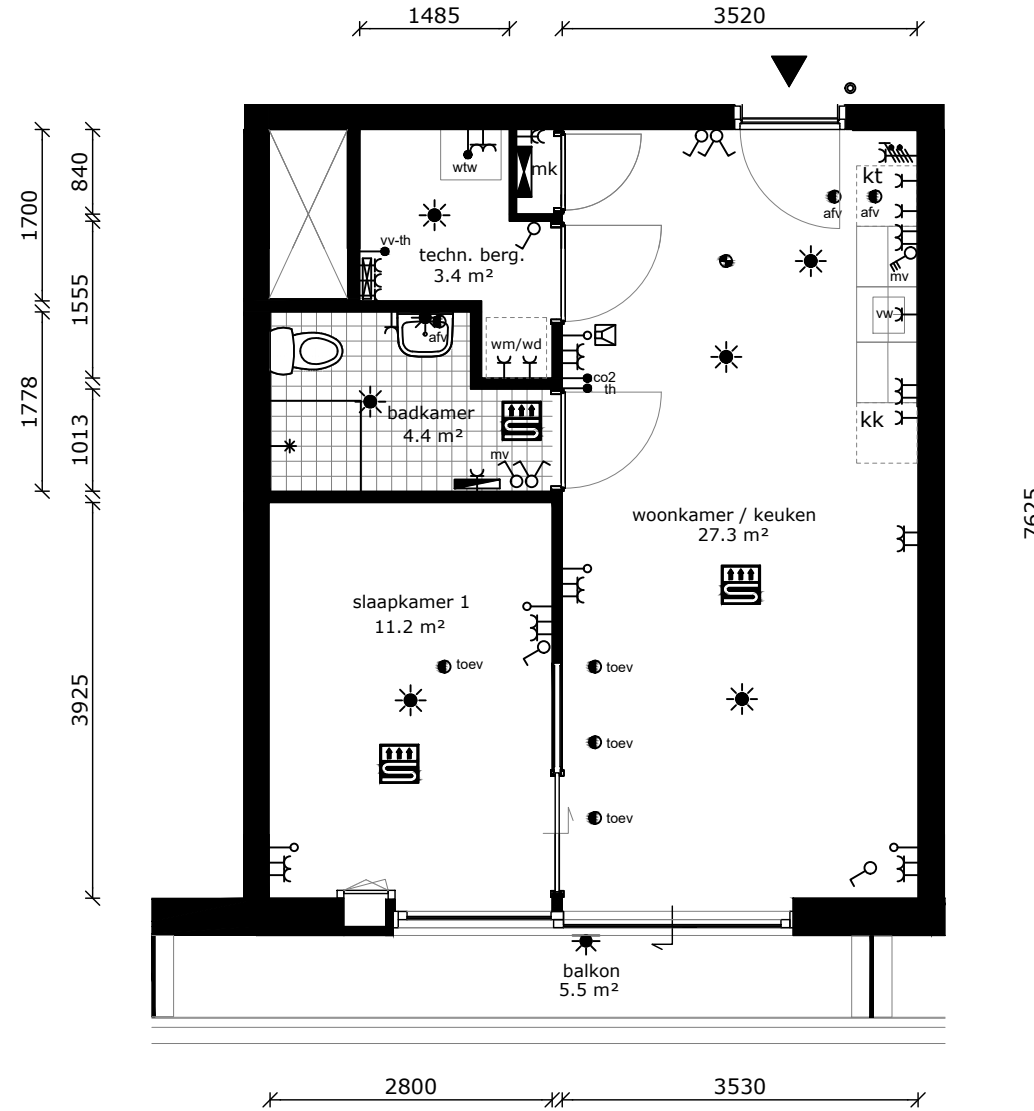 1485
3520
840
1700
1555
1778
1013
3925
7625
wtw
mk
kt
afv
afv
vv-th
techn. berg.
3.4 m²
mv
vw
afv
wm/wd
co2
th
badkamer
4.4 m²
kk
mv
woonkamer / keuken
27.3 m²
slaapkamer 1
11.2 m²
toev
toev
toev
toev
balkon
5.5 m²
2800
3530